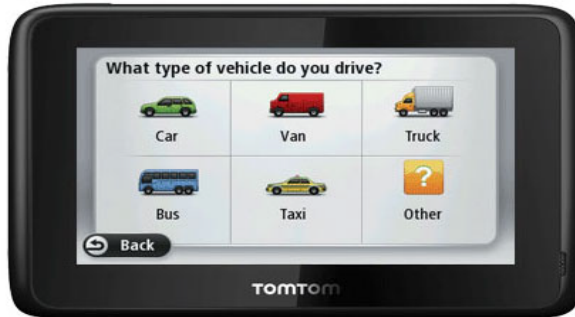 What type of vehicle do you drive?
Car Van Truck
?
Bus Taxi Other
Back
TOMTOM